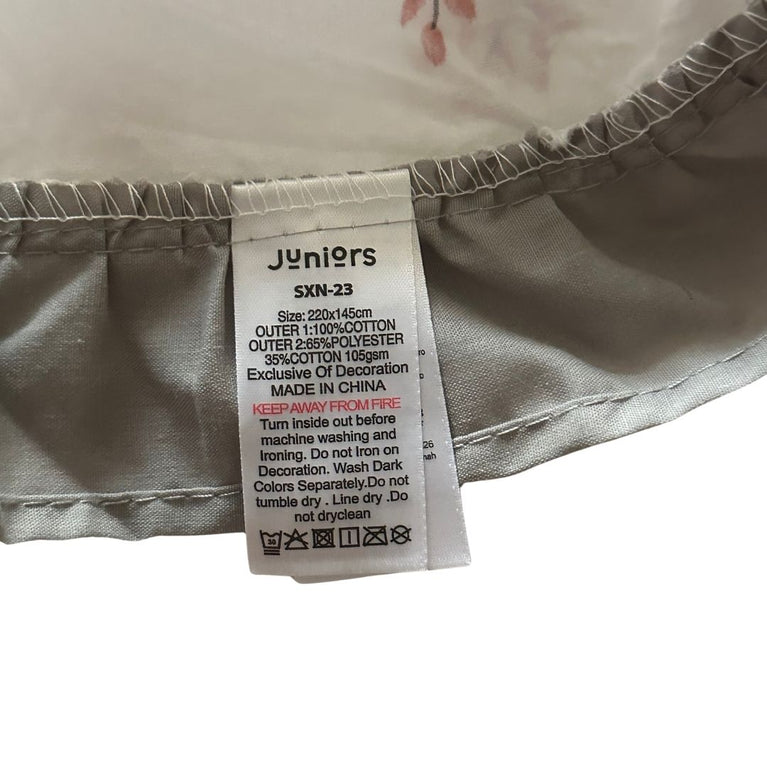 Juniors
SXN-23
Size: 220x145cm
OUTER 1:100%COTTON
OUTER 2:65%POLYESTER
35%COTTON 105gsm
Exclusive Of Decoration
MADE IN CHINA
KEEP AWAY FROM FIRE
Turn inside out before
machine washing and
Ironing. Do not Iron on
Decoration. Wash Dark
Colors Separately.Do not
tumble dry . Line dry .Do
not dryclean
30
26